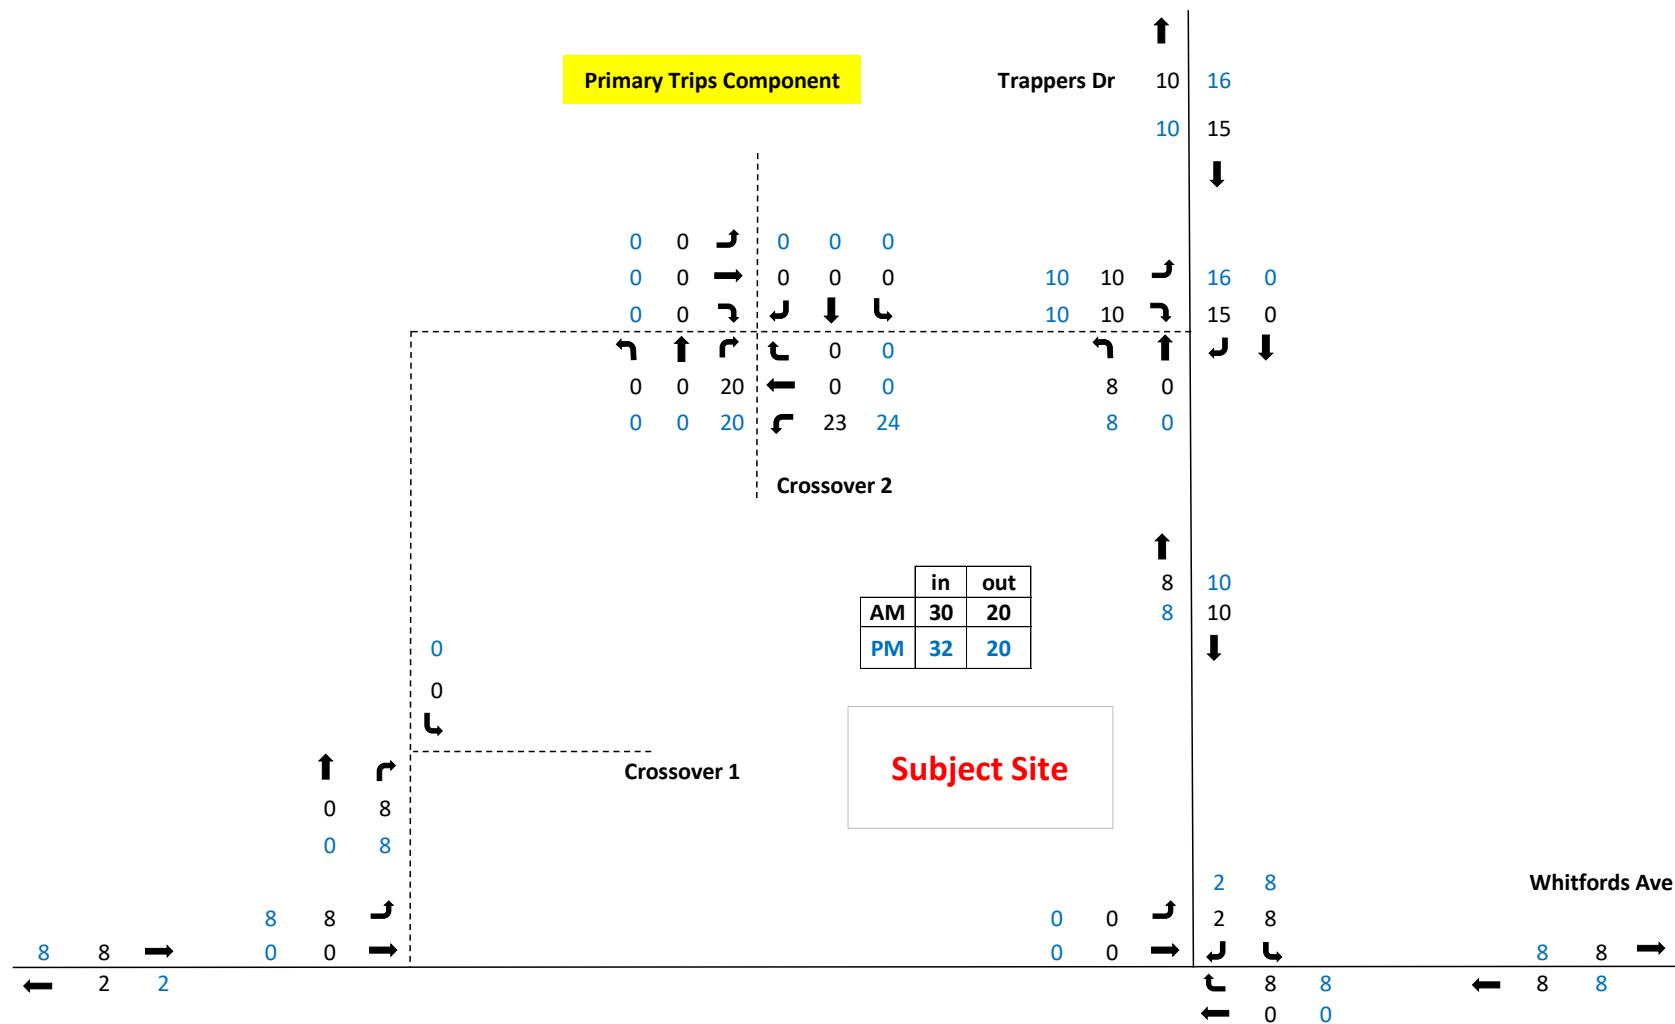 Primary Trips Component
Trappers Dr 10 16
10 15
0 0 0 0 0
0 0 0 0 0 10 10 16 0
0 0 10 10 15 0
0 0
0 0 20 0 0 8 0
0 0 20 23 24 8 0
Crossover 2
in out
AM 30 20
PM 32 20
8 10
8 10
0
0
Crossover 1
Subject Site
0 8
0 8
2 8
Whitfords Ave
8 8 0 0 2 8
8 8 0 0 0 0 8 8
2 2 8 8 8 8
0 0